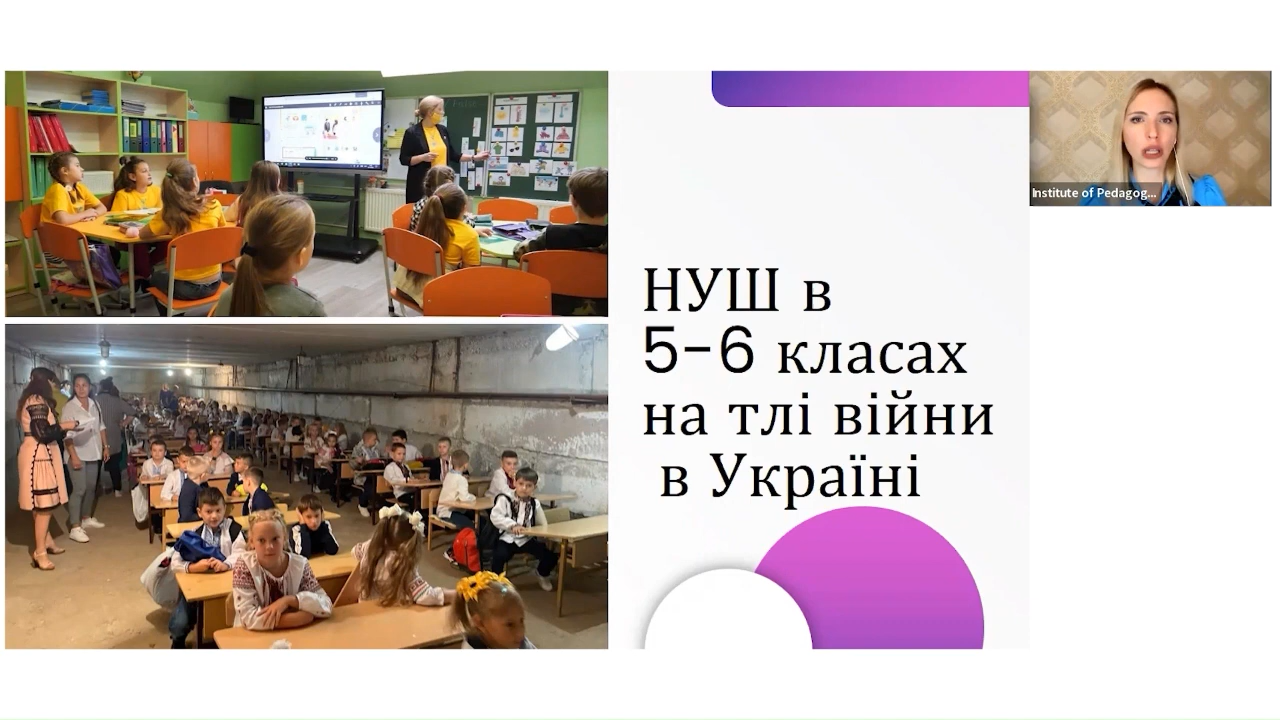 НУШ в
5-6 класах
на тлі війни
в Україні
Institute of Pedagog...